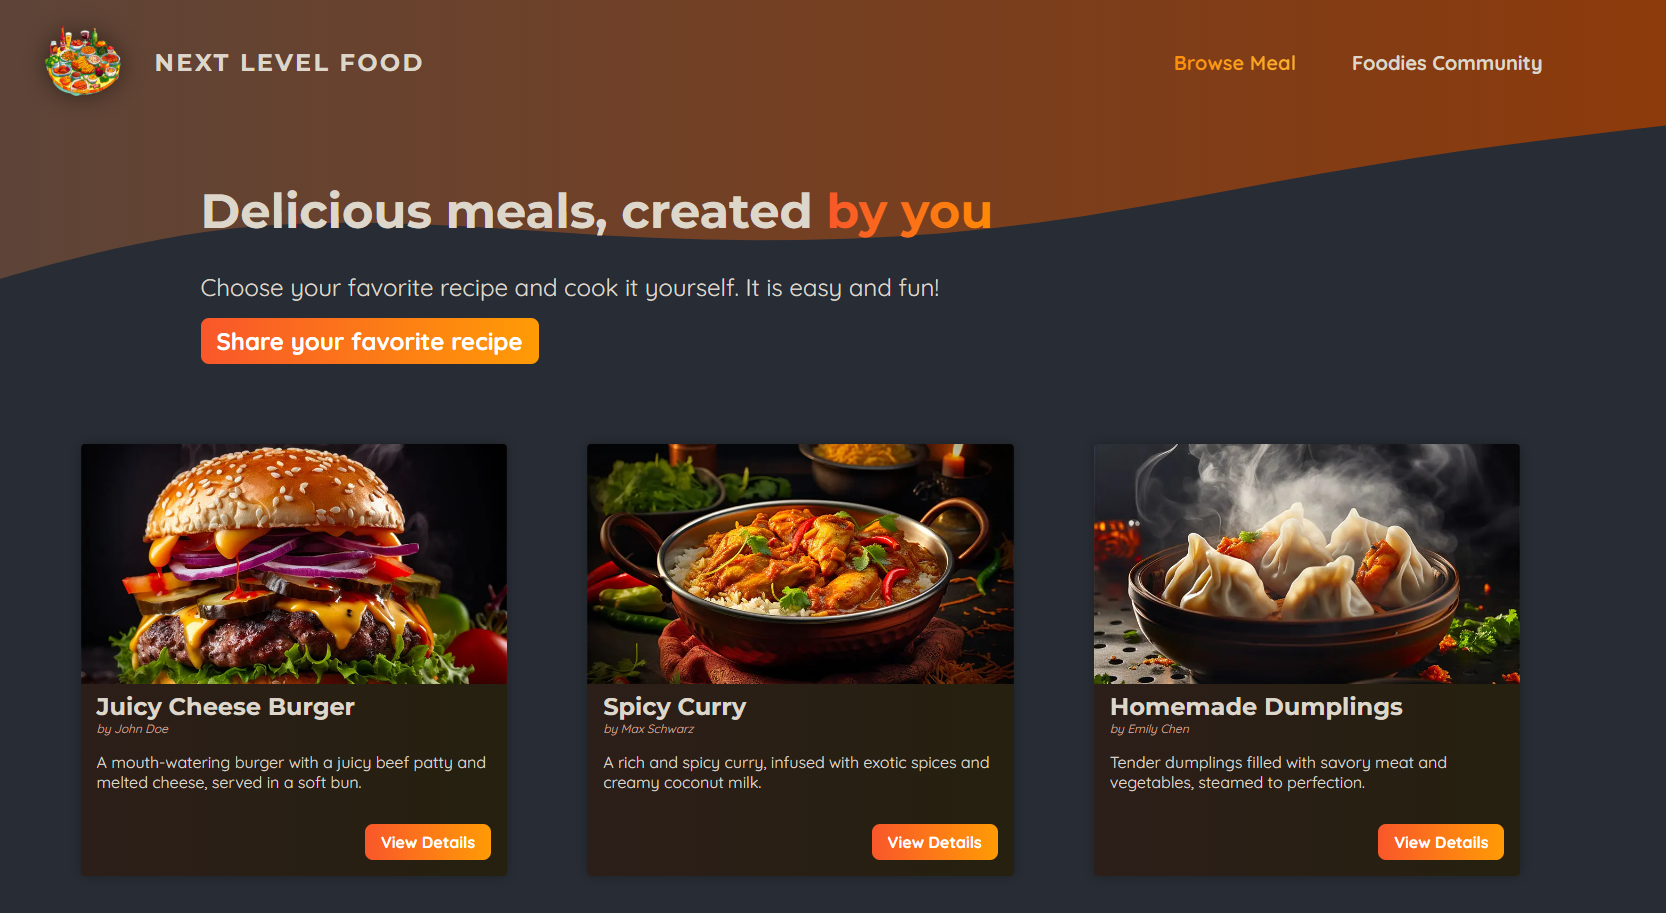 NEXT LEVEL FOOD
Browse Meal
Foodies Community
Delicious meals, created by you
Choose your favorite recipe and cook it yourself. It is easy and fun!
Share your favorite recipe
Juicy Cheese Burger
by John Doe
A mouth-watering burger with a juicy beef patty and
melted cheese, served in a soft bun.
View Details
Spicy Curry
by Max Schwarz
A rich and spicy curry, infused with exotic spices and
creamy coconut milk.
View Details
Homemade Dumplings
by Emily Chen
Tender dumplings filled with savory meat and
vegetables, steamed to perfection.
View Details